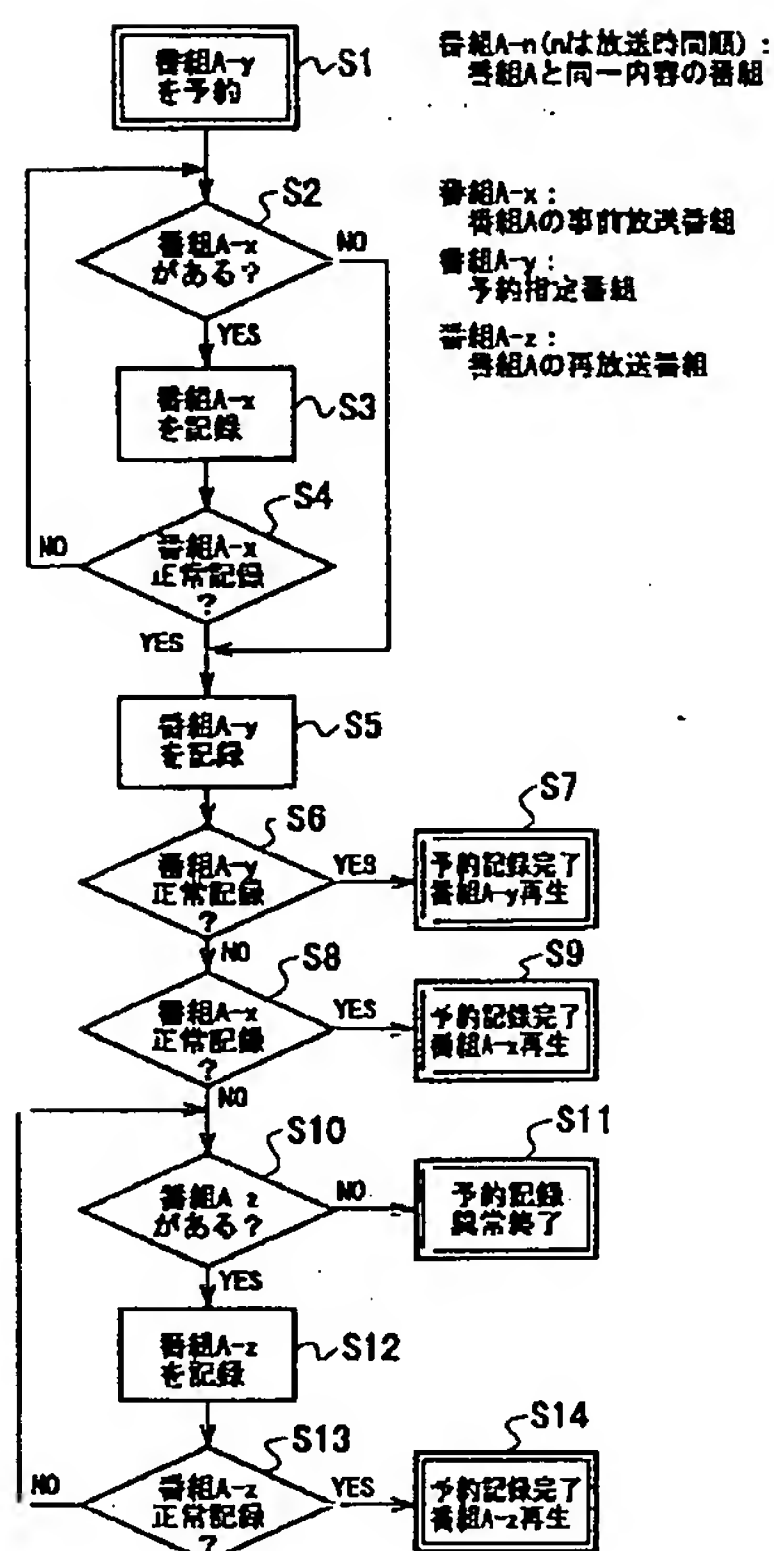 番組A-y
を予約
S1
番組A-n(nは放送時間順):
番組Aと同一内容の番組
番組A-x:
番組Aの事前放送番組
番組A-y:
予約指定番組
番組A-z:
番組Aの再放送番組
S2
番組A-x
がある?
NO
YES
番組A-x
を記録
S3
S4
番組A-x
正常記録
?
NO
YES
番組A-y
を記録
S5
S6
番組A-y
正常記録
?
YES
NO
S7
予約記録完了
番組A-y再生
S8
番組A-x
正常記録
?
YES
NO
S9
予約記録完了
番組A-x再生
S10
番組A z
がある?
NO
YES
S11
予約記録
異常終了
番組A-z
を記録
S12
S13
番組A-z
正常記録
?
NO
YES
S14
予約記録完了
番組A-z再生